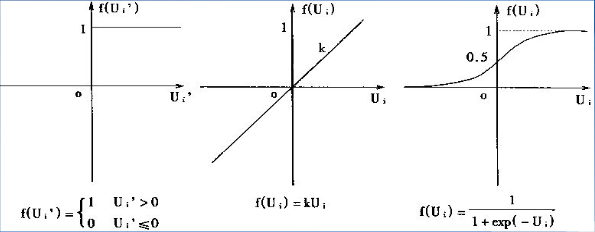 f(Uᵢ')
1
o
Uᵢ'
f(Uᵢ')={1 Uᵢ'>0
0 Uᵢ'≤0
f(Uᵢ)
1
k
o
Uᵢ
f(Uᵢ)=kUᵢ
f(Uᵢ)
1
0.5
o
Uᵢ
f(Uᵢ)= 1
1+exp(-Uᵢ)